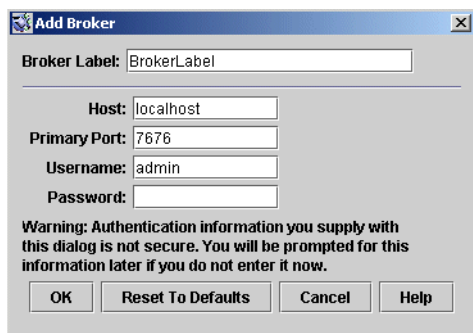 Add Broker
Broker Label: BrokerLabel
Host: localhost
Primary Port: 7676
Username: admin
Password:
Warning: Authentication information you supply with
this dialog is not secure. You will be prompted for this
information later if you do not enter it now.
OK Reset To Defaults Cancel Help